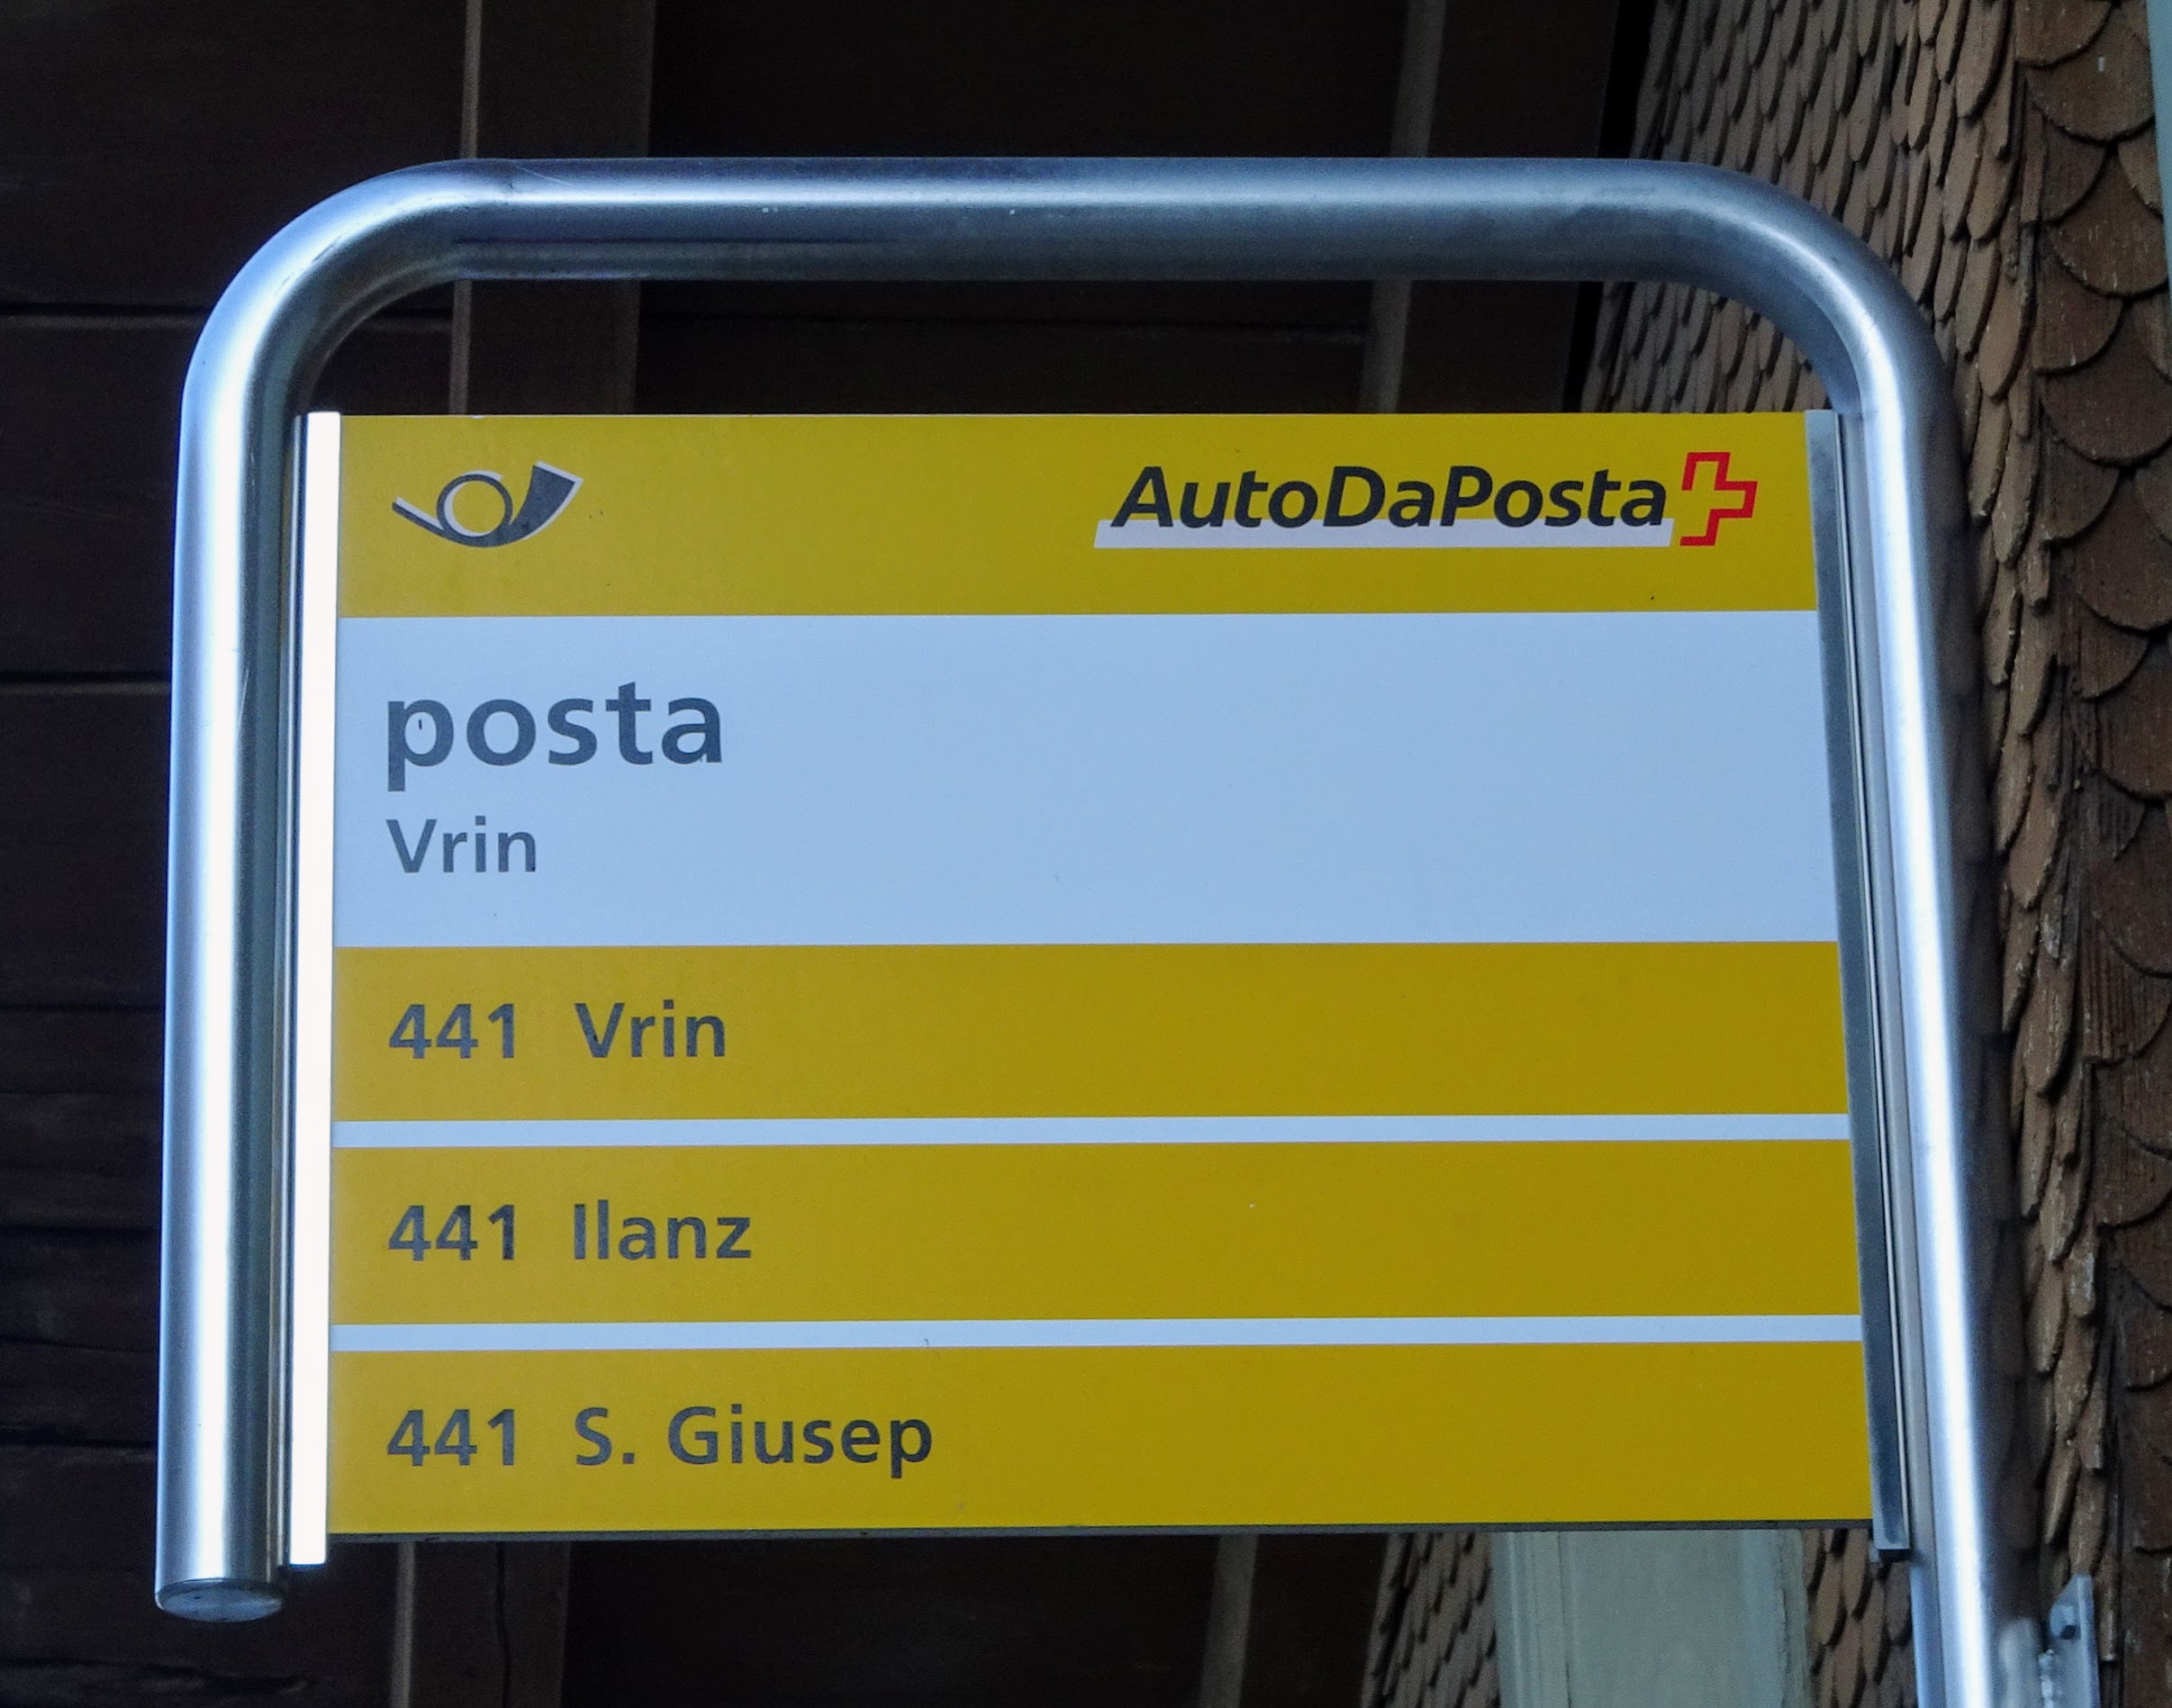 AutoDaPosta
posta
Vrin
441 Vrin
441 Ilanz
441 S. Giusep